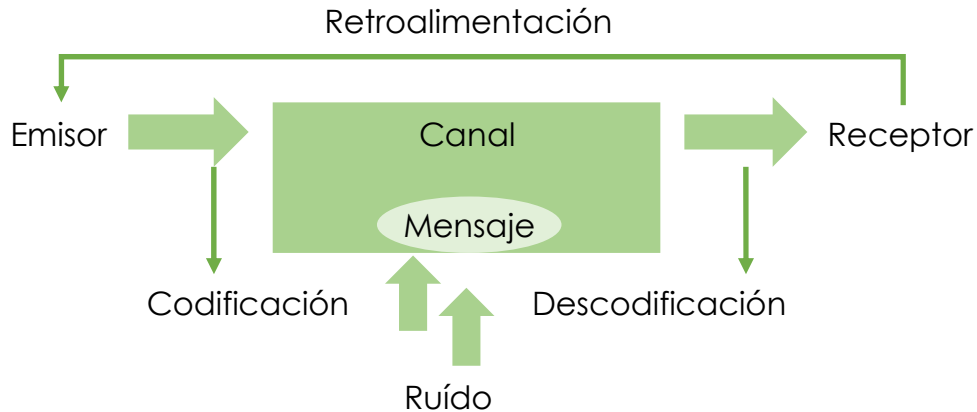 Retroalimentación
Emisor
Canal
Receptor
Mensaje
Codificación
Descodificación
Ruído